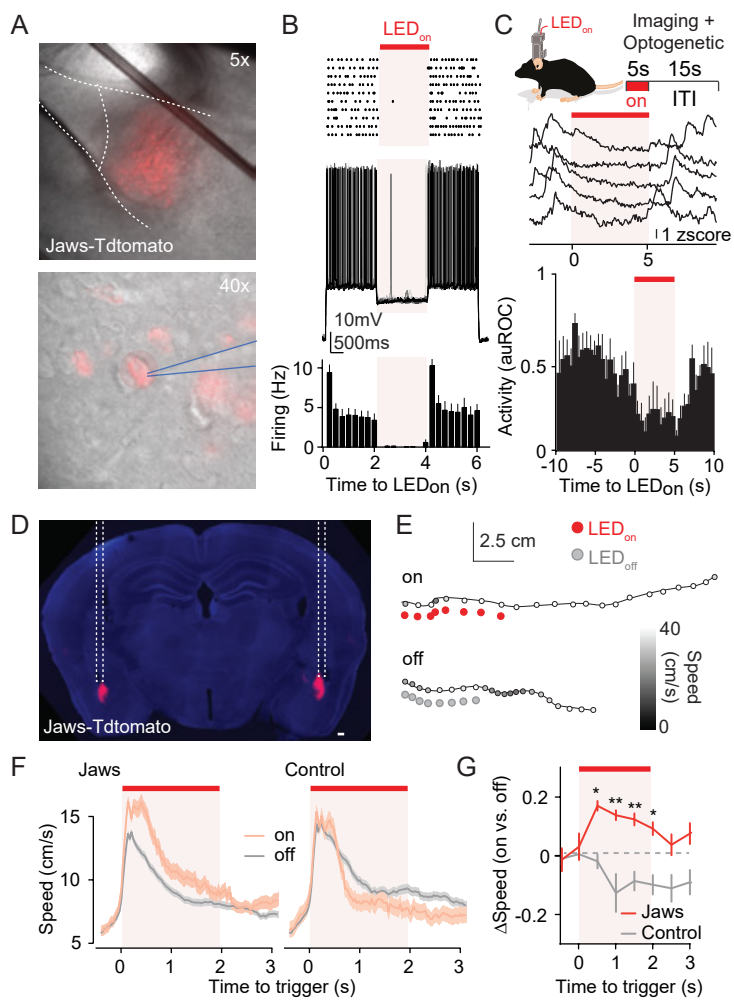 A
5x
Jaws-Tdtomato
40x
B
LEDon
10mV
500ms
Firing (Hz)
10
5
0
0 2 4 6
Time to LEDon (s)
C
LEDon
Imaging +
Optogenetic
5s 15s
on ITI
1 zscore
0 5
Activity (auROC)
1
0.5
0
-10 -5 0 5 10
Time to LEDon (s)
D
Jaws-Tdtomato
E
2.5 cm
LEDon
LEDoff
on
off
40
0
Speed
(cm/s)
F
Jaws Control
on
off
Speed (cm/s)
15
10
5
0 1 2 3 0 1 2 3
Time to trigger (s)
G
ΔSpeed (on vs. off)
0.2
0
-0.2
* ** ** *
Jaws
Control
0 1 2 3
Time to trigger (s)